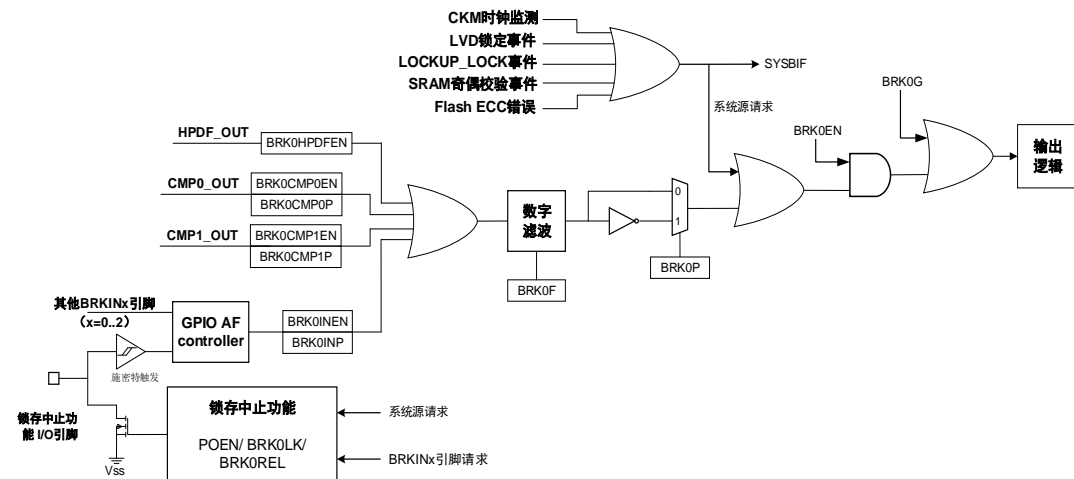 CKM时钟监测
LVD锁定事件
LOCKUP_LOCK事件
SRAM奇偶校验事件
Flash ECC错误
SYSBIF
系统源请求
BRK0G
BRK0EN
输出
逻辑
HPDF_OUT
BRK0HPDFEN
CMP0_OUT
BRK0CMP0EN
BRK0CMP0P
CMP1_OUT
BRK0CMP1EN
BRK0CMP1P
数字
滤波
BRK0F
0
1
BRK0P
其他BRKINx引脚
（x=0..2）
GPIO AF
controller
BRK0INEN
BRK0INP
施密特触发
锁存中止功
能 I/O引脚
Vss
锁存中止功能
POEN/ BRK0LK/
BRK0REL
系统源请求
BRKINx引脚请求